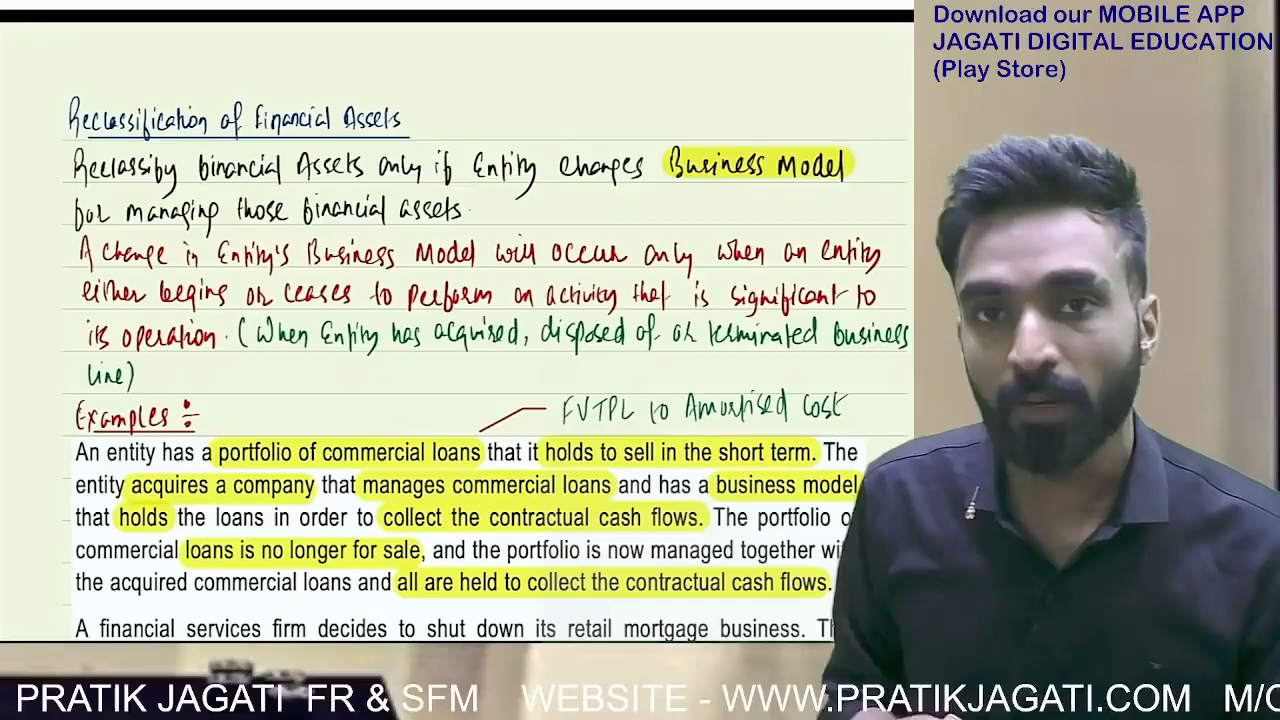 Download our MOBILE APP
JAGATI DIGITAL EDUCATION
(Play Store)
Reclassification of Financial Assets
Reclassify financial Assets only if Entity changes Business Model
for managing those financial assets.
A change in Entity's Business Model will occur only when an entity
either begins or ceases to perform an activity that is significant to
its operation. (When Entity has acquired, disposed of or terminated business
line)
Examples :-
FVTPL to Amortised Cost
An entity has a portfolio of commercial loans that it holds to sell in the short term. The
entity acquires a company that manages commercial loans and has a business model
that holds the loans in order to collect the contractual cash flows. The portfolio o
commercial loans is no longer for sale, and the portfolio is now managed together wi
the acquired commercial loans and all are held to collect the contractual cash flows.
A financial services firm decides to shut down its retail mortgage business. Th
PRATIK JAGATI FR & SFM WEBSITE - WWW.PRATIKJAGATI.COM M/